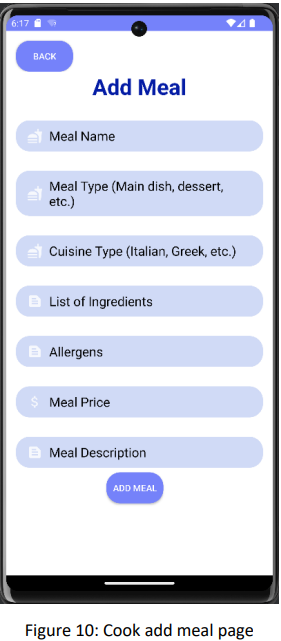 6:17
BACK
Add Meal
Meal Name
Meal Type (Main dish, dessert,
etc.)
Cuisine Type (Italian, Greek, etc.)
List of Ingredients
Allergens
$ Meal Price
Meal Description
ADD MEAL
Figure 10: Cook add meal page